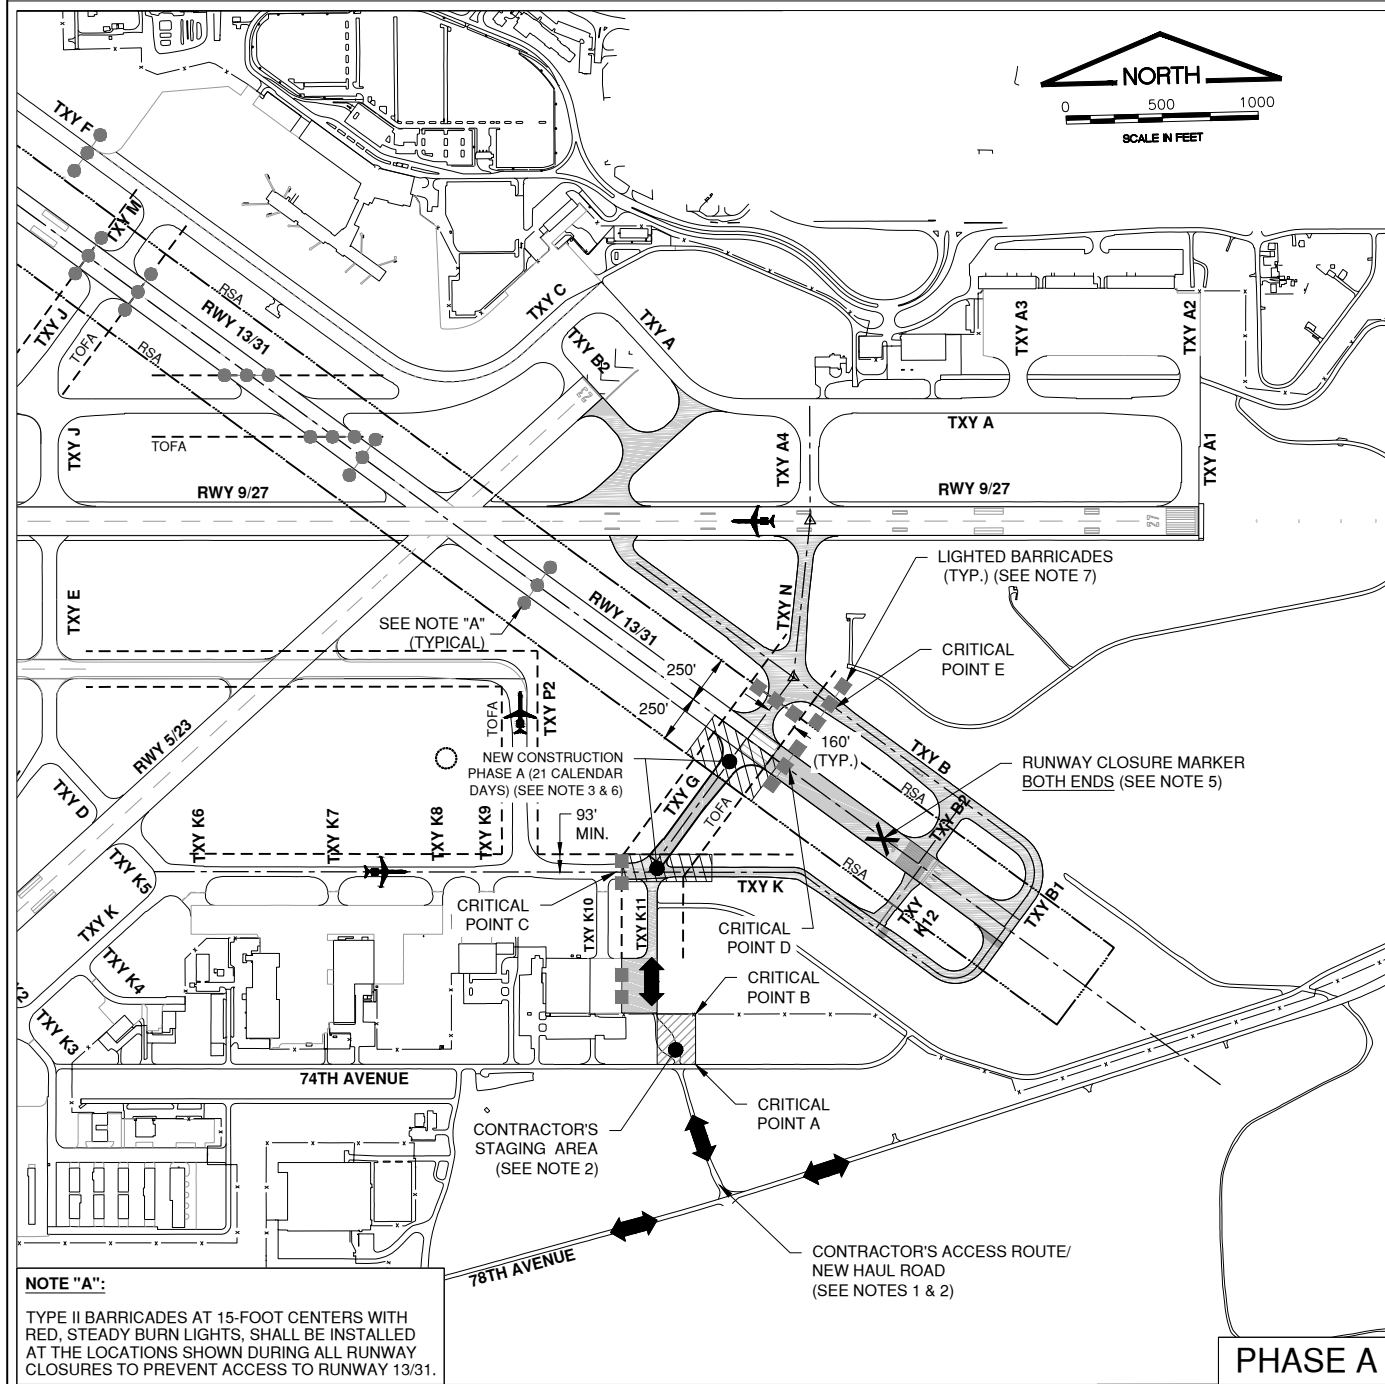 NORTH
0 500 1000
SCALE IN FEET
TXY F
TXY M
TXY J
TOFA
RSA
RWY 13/31
RSA
TXY C
TXY A
TXY B2
23
TXY A3
TXY A2
TXY J
TOFA
RWY 9/27
TXY A4
TXY A
RWY 9/27
TXY A1
27
LIGHTED BARRICADES
(TYP.) (SEE NOTE 7)
TXY E
SEE NOTE "A"
(TYPICAL)
RWY 13/31
TXY N
CRITICAL
POINT E
250'
250'
TXY P2
TOFA
RWY 5/23
NEW CONSTRUCTION
PHASE A (21 CALENDAR
DAYS) (SEE NOTE 3 & 6)
160'
(TYP.)
TXY B
RUNWAY CLOSURE MARKER
BOTH ENDS (SEE NOTE 5)
TXY G
TOFA
RSA
TXY B2
TXY D
TXY K6
TXY K7
TXY K8
TXY K9
93'
MIN.
RSA
TXY K5
TXY K
CRITICAL
POINT C
TXY K10
TXY K11
TXY K
TXY
K12
TXY B1
CRITICAL
POINT D
TXY K4
CRITICAL
POINT B
K2
TXY K3
74TH AVENUE
CRITICAL
POINT A
CONTRACTOR'S
STAGING AREA
(SEE NOTE 2)
78TH AVENUE
CONTRACTOR'S ACCESS ROUTE/
NEW HAUL ROAD
(SEE NOTES 1 & 2)
NOTE "A":
TYPE II BARRICADES AT 15-FOOT CENTERS WITH
RED, STEADY BURN LIGHTS, SHALL BE INSTALLED
AT THE LOCATIONS SHOWN DURING ALL RUNWAY
CLOSURES TO PREVENT ACCESS TO RUNWAY 13/31.
PHASE A